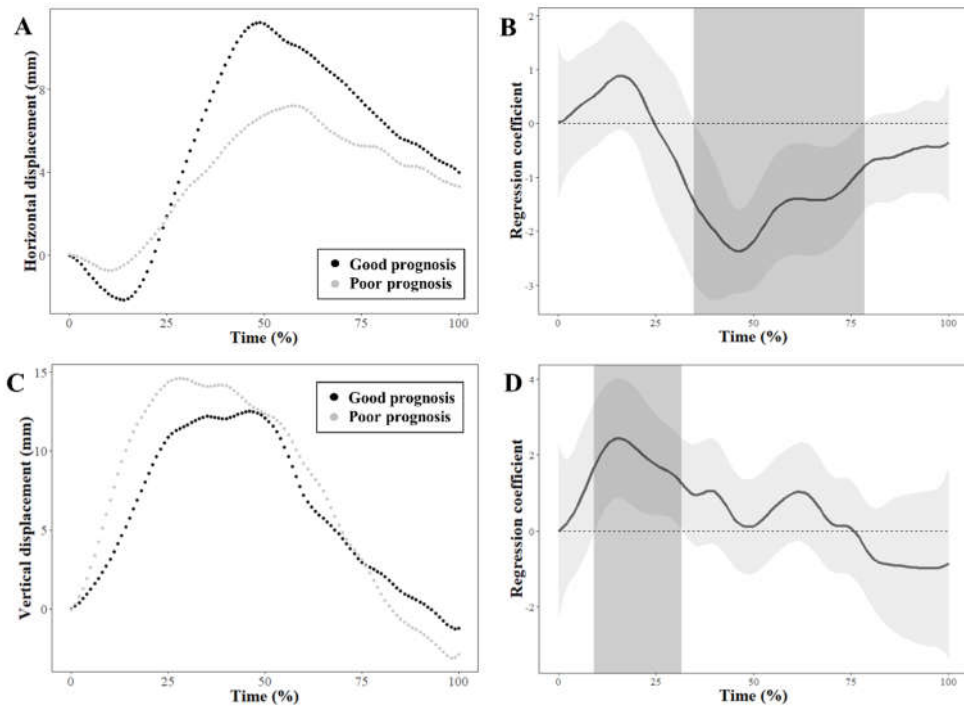 A
Horizontal displacement (mm)
8
4
0
Good prognosis
Poor prognosis
0 25 50 75 100
Time (%)
B
Regression coefficient
2
1
0
-1
-2
-3
0 25 50 75 100
Time (%)
C
Vertical displacement (mm)
15
10
5
0
Good prognosis
Poor prognosis
0 25 50 75 100
Time (%)
D
Regression coefficient
4
2
0
-2
0 25 50 75 100
Time (%)